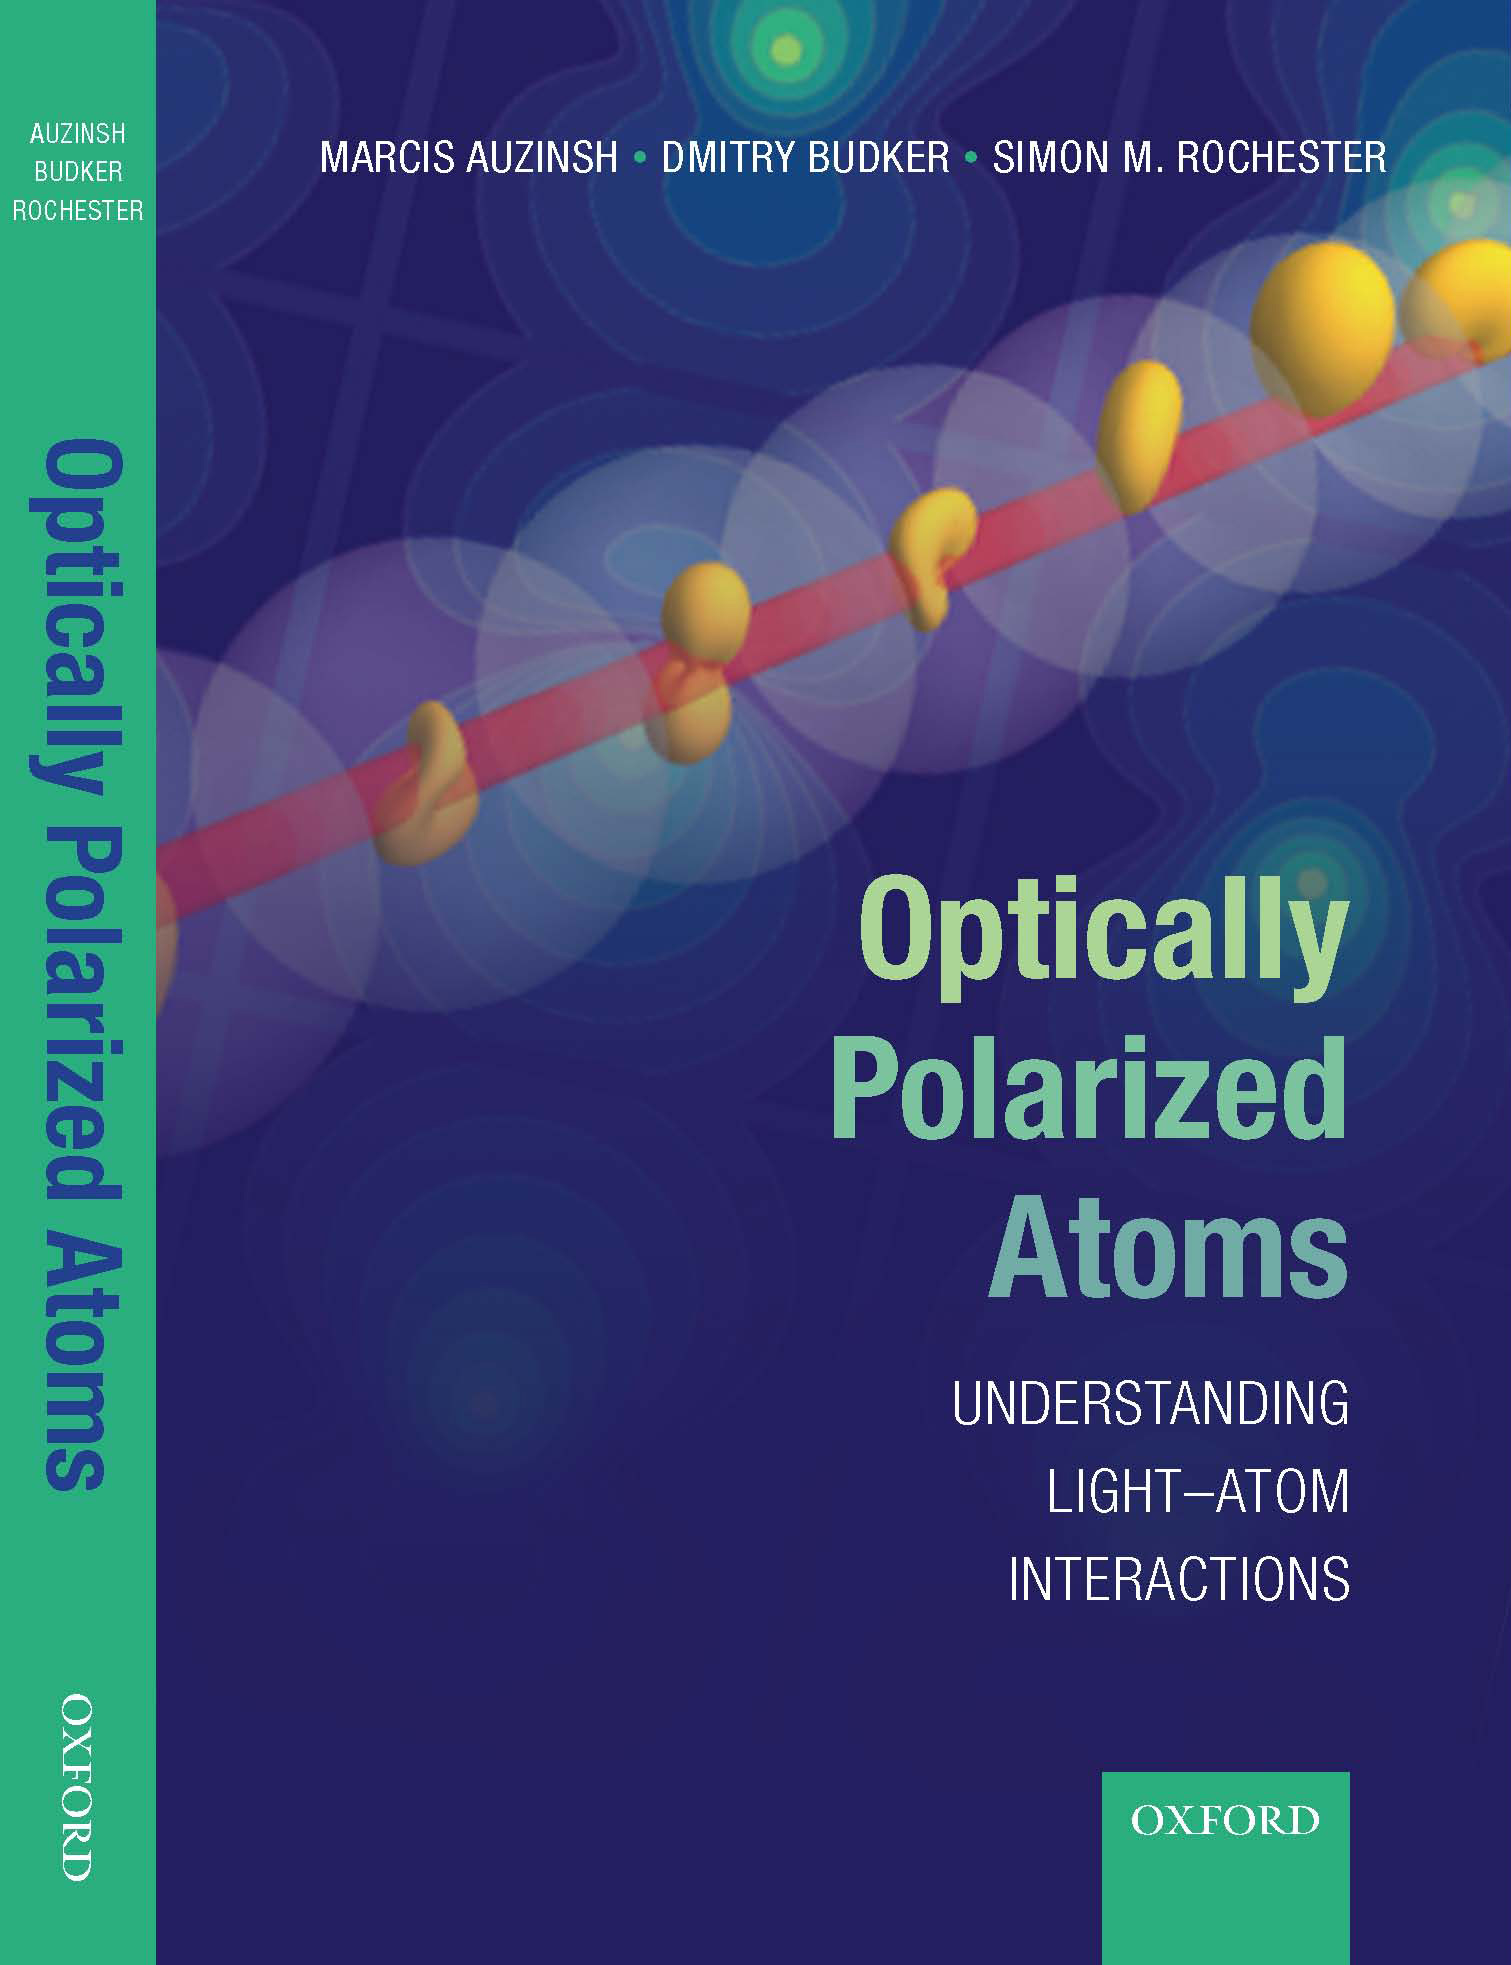 AUZINSH
BUDKER
ROCHESTER
Optically Polarized Atoms
OXFORD
MARCIS AUZINSH • DMITRY BUDKER • SIMON M. ROCHESTER
Optically
Polarized
Atoms
UNDERSTANDING
LIGHT–ATOM
INTERACTIONS
OXFORD